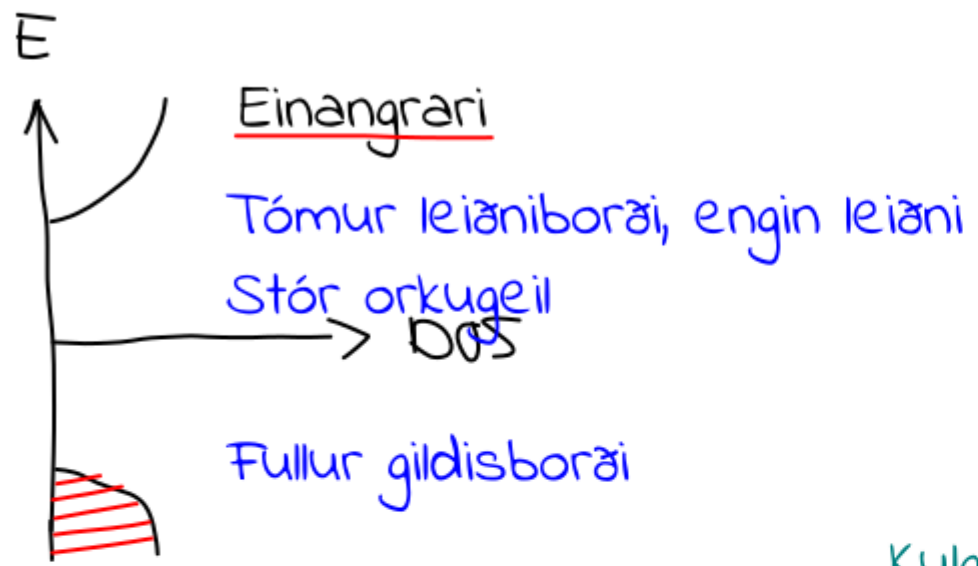 E
Einangrari
Tómur leiðniborði, engin leiðni
Stór orkugeil
DOS
Fullur gildisborði